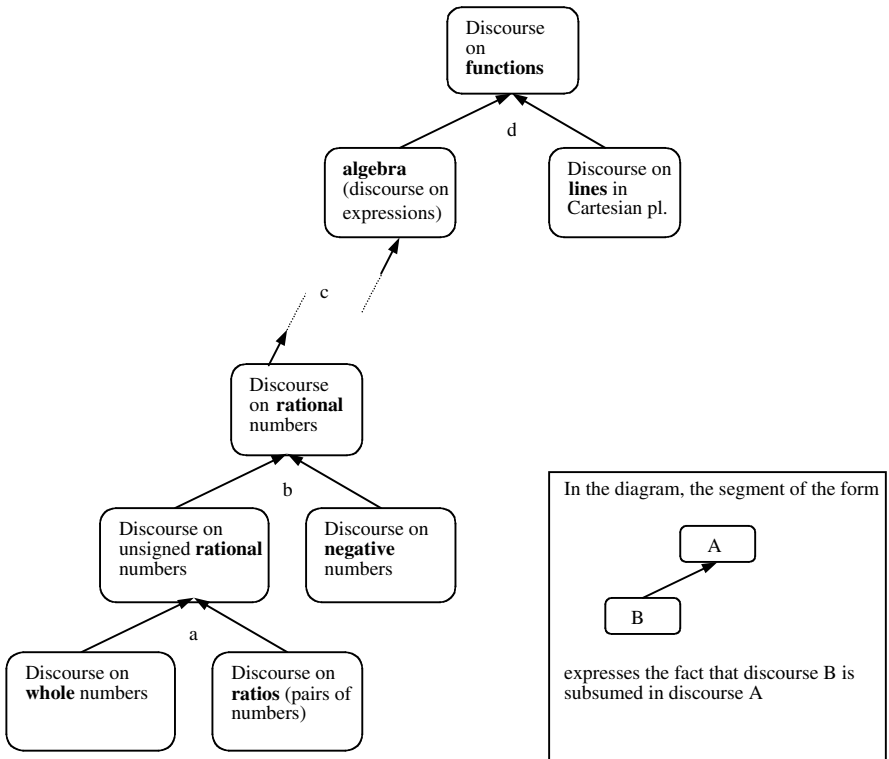 Discourse
on
functions
d
algebra
(discourse on
expressions)
Discourse on
lines in
Cartesian pl.
c
Discourse
on rational
numbers
b
Discourse on
unsigned rational
numbers
Discourse on
negative
numbers
a
Discourse on
whole numbers
Discourse on
ratios (pairs of
numbers)
In the diagram, the segment of the form
A
B
expresses the fact that discourse B is
subsumed in discourse A